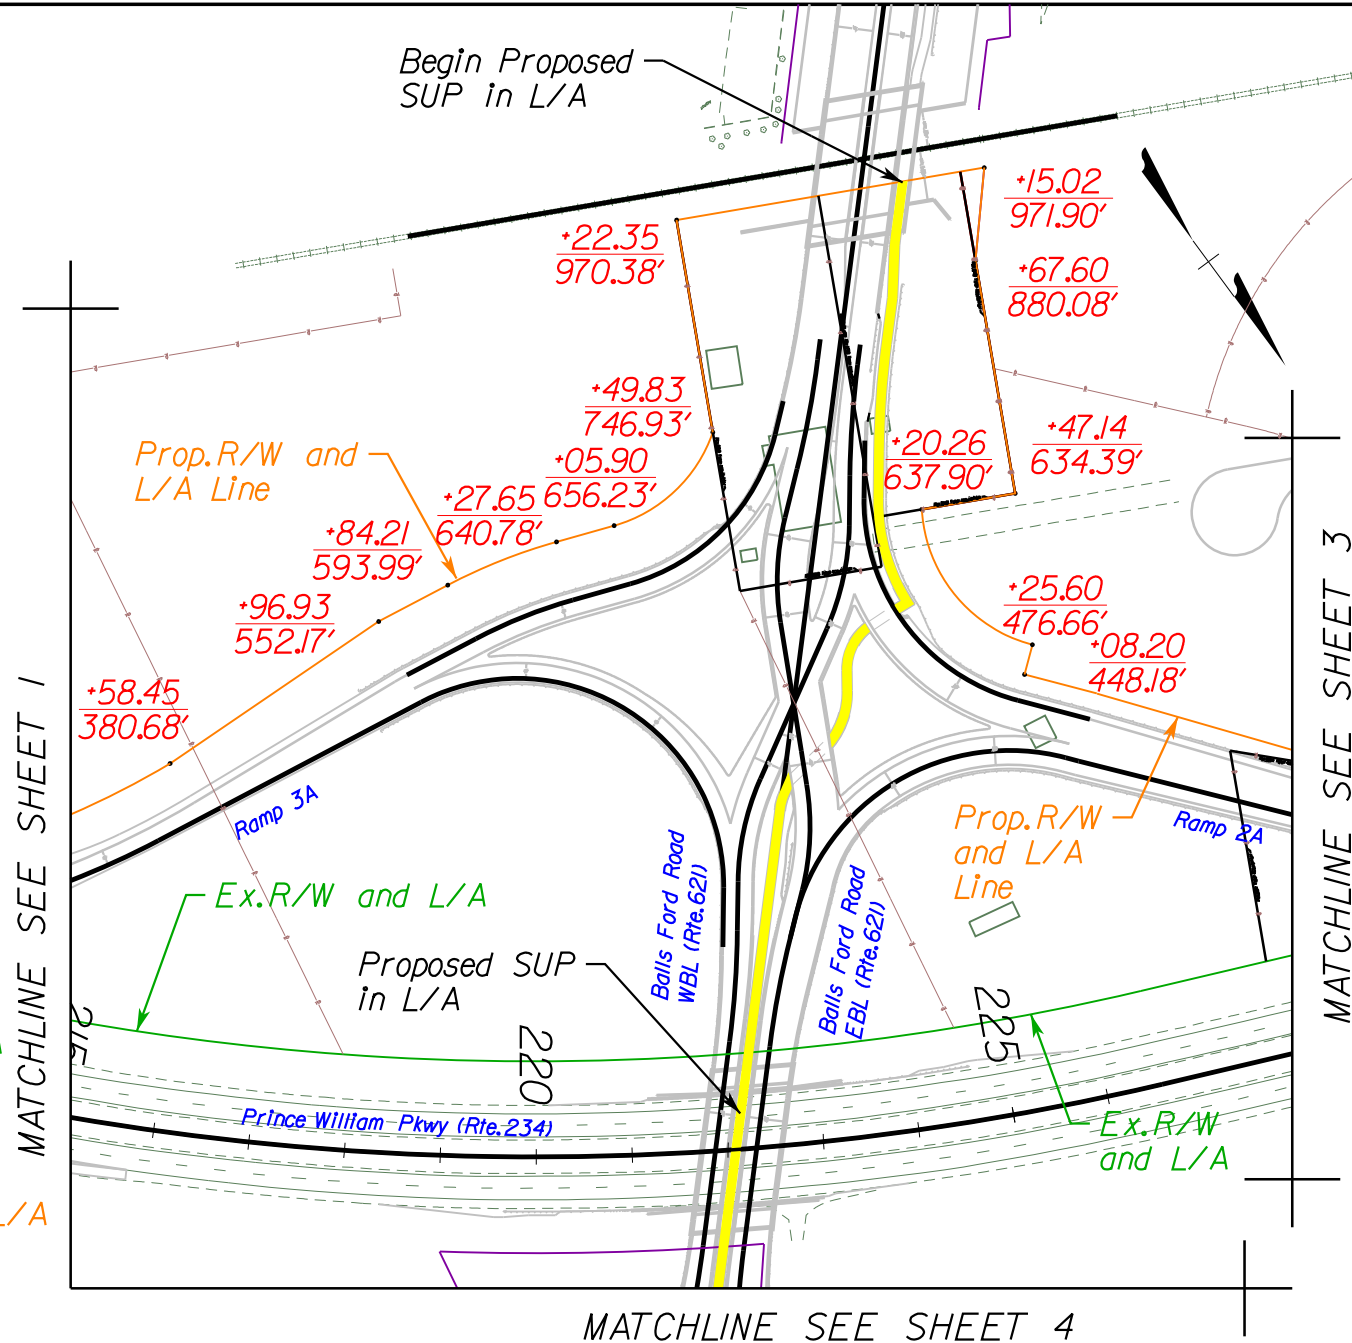 Begin Proposed
SUP in L/A
+15.02
971.90'
+22.35
970.38'
+67.60
880.08'
+49.83
746.93'
+47.14
634.39'
+20.26
637.90'
Prop. R/W and
L/A Line
+05.90
656.23'
+27.65
640.78'
+84.21
593.99'
+96.93
552.17'
+25.60
476.66'
+08.20
448.18'
+58.45
380.68'
Ramp 3A
Ramp 2A
Prop. R/W
and L/A
Line
Ex. R/W and L/A
Balls Ford Road
WBL (Rte. 621)
Balls Ford Road
EBL (Rte. 621)
Proposed SUP
in L/A
215
220
225
Prince William Pkwy (Rte. 234)
Ex. R/W
and L/A
L/A
MATCHLINE SEE SHEET 1
MATCHLINE SEE SHEET 3
MATCHLINE SEE SHEET 4